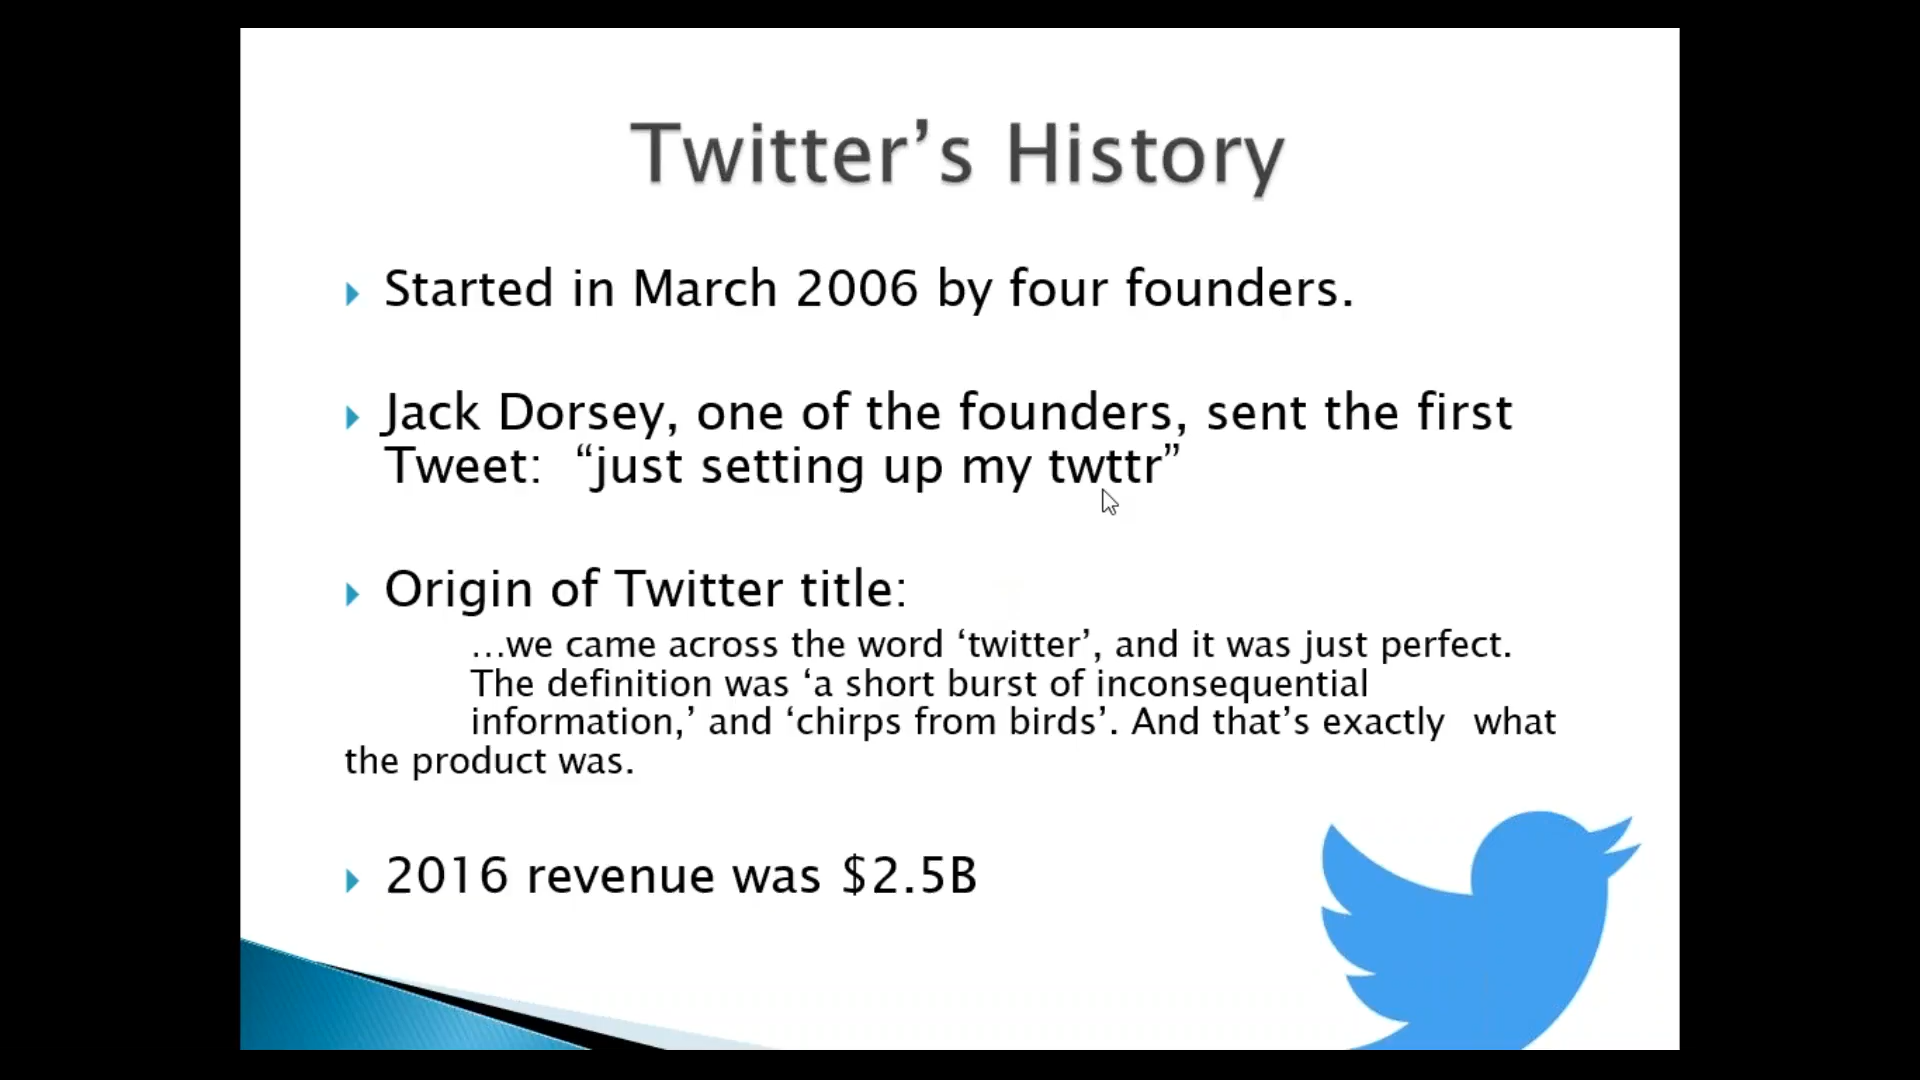 Twitter’s History
Started in March 2006 by four founders.
Jack Dorsey, one of the founders, sent the first
Tweet:  “just setting up my twttr”
Origin of Twitter title:
…we came across the word ‘twitter’, and it was just perfect.
The definition was ‘a short burst of inconsequential
information,’ and ‘chirps from birds’. And that’s exactly  what
the product was.
2016 revenue was $2.5B